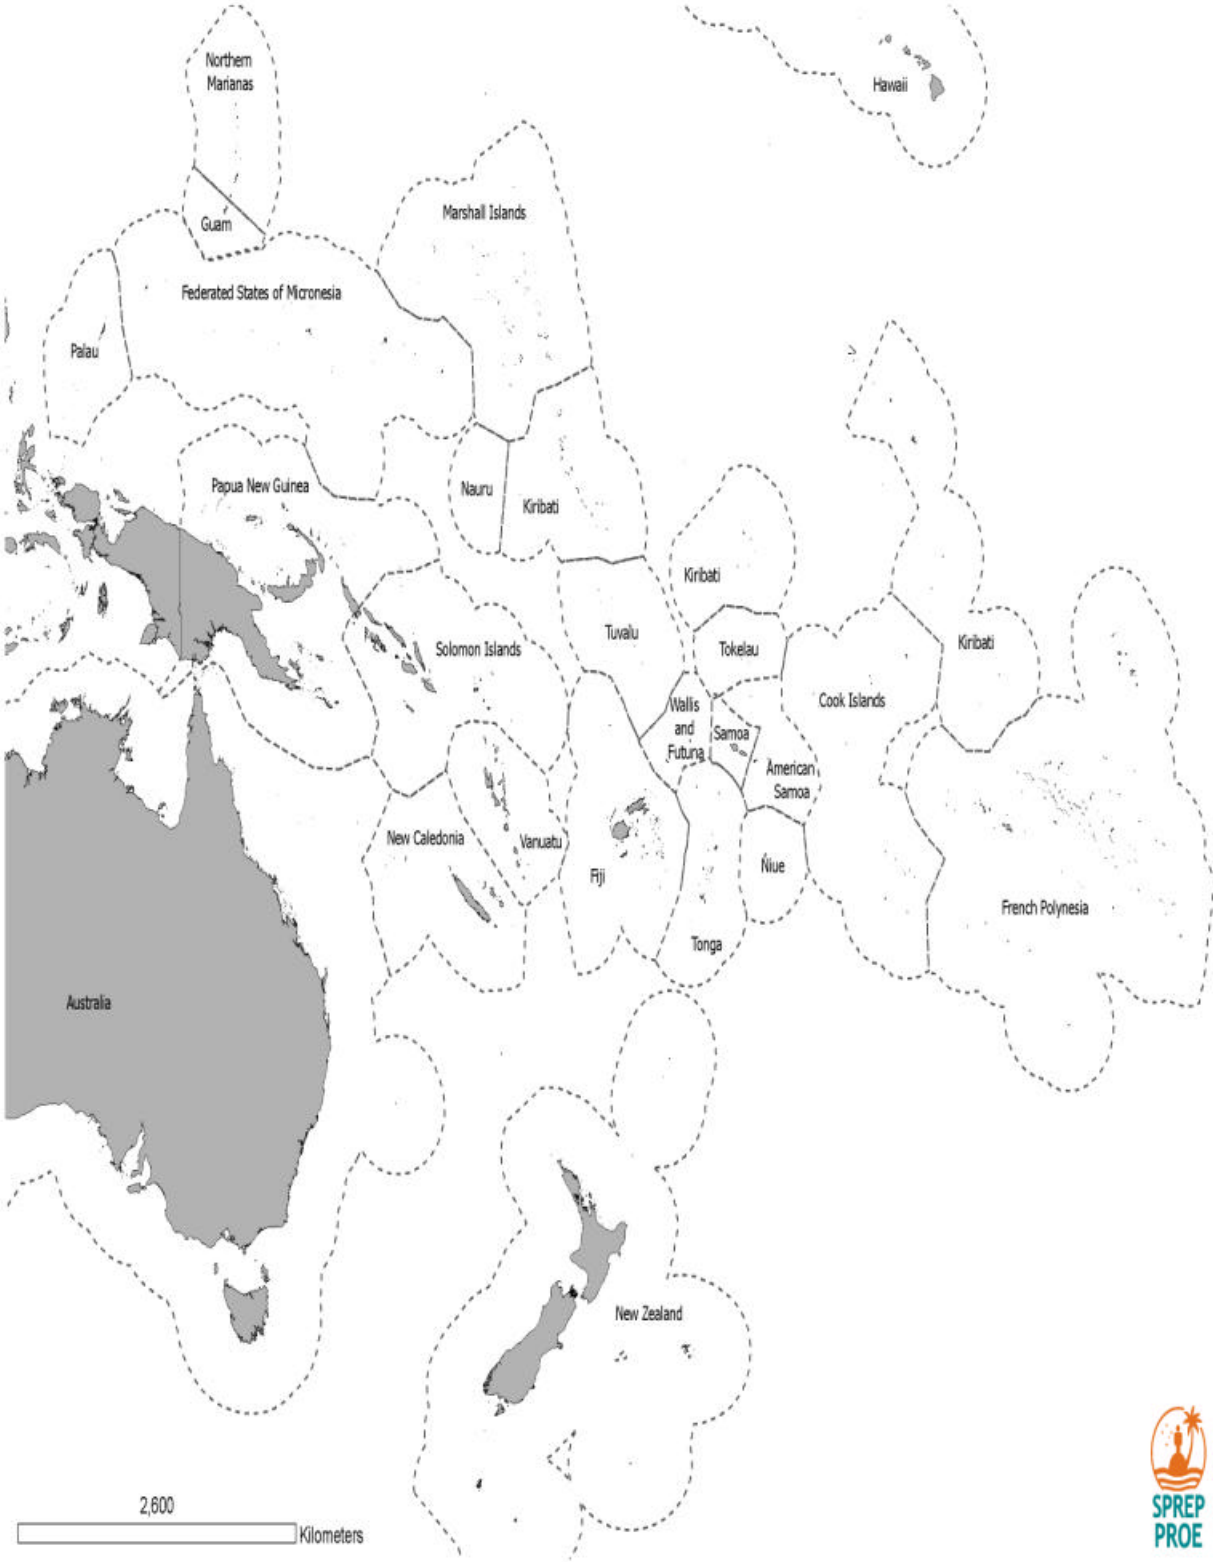 Northern
Marianas
Hawaii
Guam
Marshall Islands
Federated States of Micronesia
Palau
Papua New Guinea
Nauru
Kiribati
Kiribati
Tuvalu
Solomon Islands
Tokelau
Kiribati
Wallis
and
Futuna
Samoa
Cook Islands
American
Samoa
New Caledonia
Vanuatu
Fiji
Niue
French Polynesia
Tonga
Australia
New Zealand
2,600
Kilometers
SPREP
PROE